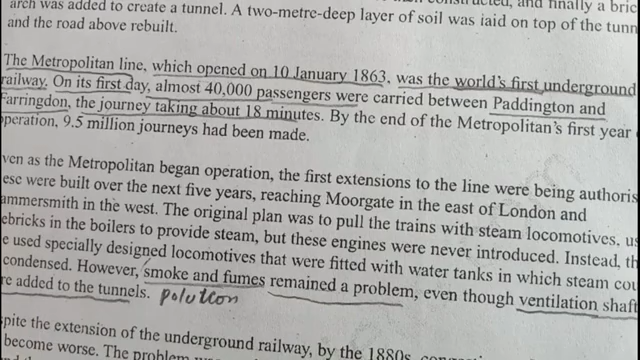 arch was added to create a tunnel. A two-metre-deep layer of soil was iaid on top of the tunn
and the road above rebuilt.
The Metropolitan line, which opened on 10 January 1863, was the world's first underground
railway. On its first day, almost 40,000 passengers were carried between Paddington and
Farringdon, the journey taking about 18 minutes. By the end of the Metropolitan's first year
operation, 9.5 million journeys had been made.
ven as the Metropolitan began operation, the first extensions to the line were being authoris
ese were built over the next five years, reaching Moorgate in the east of London and
ammersmith in the west. The original plan was to pull the trains with steam locomotives, us
ebricks in the boilers to provide steam, but these engines were never introduced. Instead, th
e used specially designed locomotives that were fitted with water tanks in which steam cou
condensed. However, smoke and fumes remained a problem, even though ventilation shaft
re added to the tunnels. polution
spite the extension of the underground railway, by the 1880s,
become worse. The problem